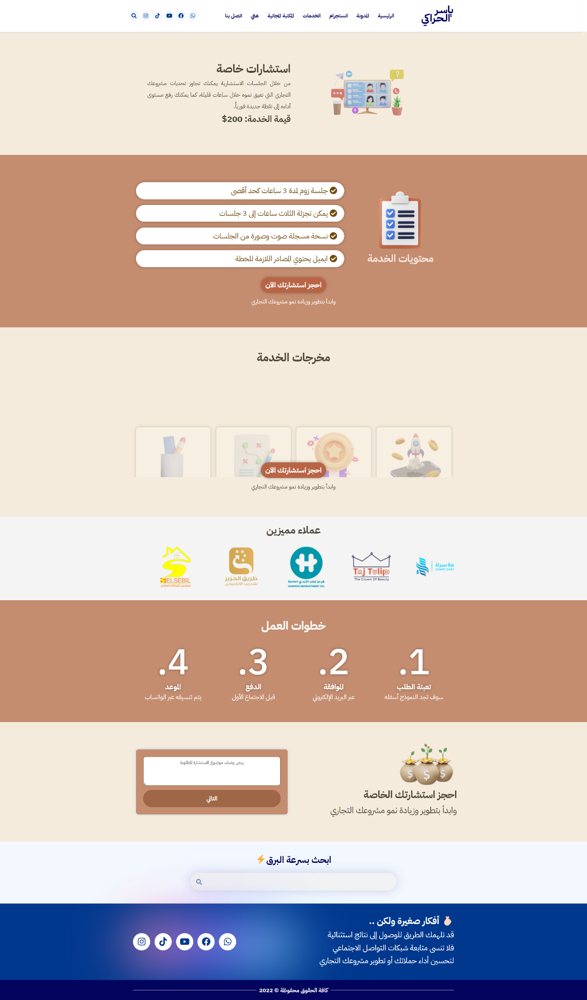 ياسر
الحراكي
الرئيسية
المدونة
انستجرام
الخدمات
المكتبة المجانية
عني
اتصل بنا
استشارات خاصة
من خلال الجلسات الاستشارية يمكنك تجاوز تحديات مشروعك
التجاري التي تعيق نموه خلال ساعات قليلة، كما يمكنك رفع مستوى
أداءه إلى نقطة جديدة فورياً.
قيمة الخدمة: 200$
محتويات الخدمة
جلسة زوم لمدة 3 ساعات كحد أقصى
يمكن تجزئة الثلاث ساعات إلى 3 جلسات
نسخة مسجلة صوت وصورة من الجلسات
ايميل يحتوي المصادر اللازمة للخطة
احجز استشارتك الآن
وابدأ بتطوير وزيادة نمو مشروعك التجاري
مخرجات الخدمة
احجز استشارتك الآن
وابدأ بتطوير وزيادة نمو مشروعك التجاري
عملاء مميزين
QIMAT SARA
Taj Tulip
The Crown Of Beauty
هرمز لجلب الأيدي العاملة
HURMOZ RECRUITMENT CO.
طريق الحرير
للتدريب الإلكتروني
ELSEBIL
خطوات العمل
1.
تعبئة الطلب
سوف تجد النموذج أسفله
2.
الموافقة
عبر البريد الإلكتروني
3.
الدفع
قبل الاجتماع الأول
4.
الموعد
يتم تنسيقه عبر الواتساب
احجز استشارتك الخاصة
وابدأ بتطوير وزيادة نمو مشروعك التجاري
يرجى وصف موضوع الاستشارة المطلوبة
التالي
ابحث بسرعة البرق⚡
أفكار صغيرة ولكن ..
قد تلهمك الطريق للوصول إلى نتائج استثنائية
فلا تنسى متابعة شبكات التواصل الاجتماعي
لتحسين أداء حملاتك أو تطوير مشروعك التجاري
كافة الحقوق محفوظة © 2022